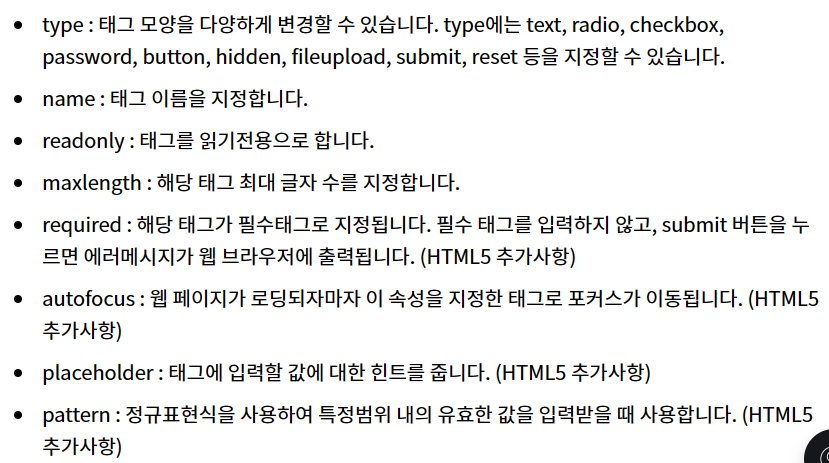 type : 태그 모양을 다양하게 변경할 수 있습니다. type에는 text, radio, checkbox,
password, button, hidden, fileupload, submit, reset 등을 지정할 수 있습니다.
name : 태그 이름을 지정합니다.
readonly : 태그를 읽기전용으로 합니다.
maxlength : 해당 태그 최대 글자 수를 지정합니다.
required : 해당 태그가 필수태그로 지정됩니다. 필수 태그를 입력하지 않고, submit 버튼을 누
르면 에러메시지가 웹 브라우저에 출력됩니다. (HTML5 추가사항)
autofocus : 웹 페이지가 로딩되자마자 이 속성을 지정한 태그로 포커스가 이동됩니다. (HTML5
추가사항)
placeholder : 태그에 입력할 값에 대한 힌트를 줍니다. (HTML5 추가사항)
pattern : 정규표현식을 사용하여 특정범위 내의 유효한 값을 입력받을 때 사용합니다. (HTML5
추가사항)